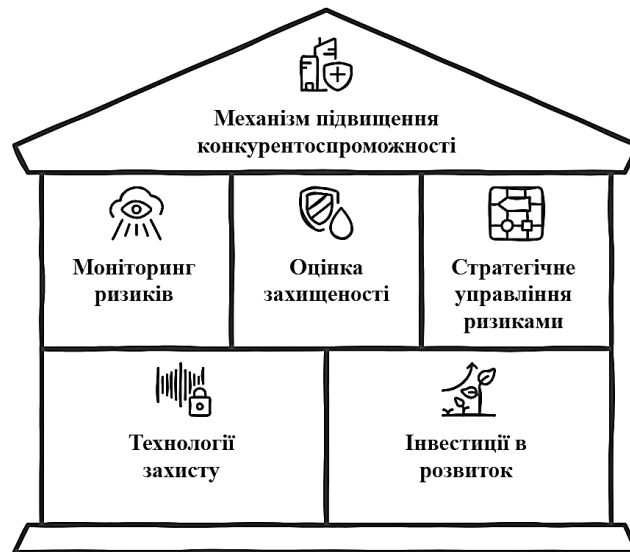 Механізм підвищення
конкурентоспроможності
Моніторинг
ризиків
Оцінка
захищеності
Стратегічне
управління
ризиками
Технології
захисту
Інвестиції в
розвиток